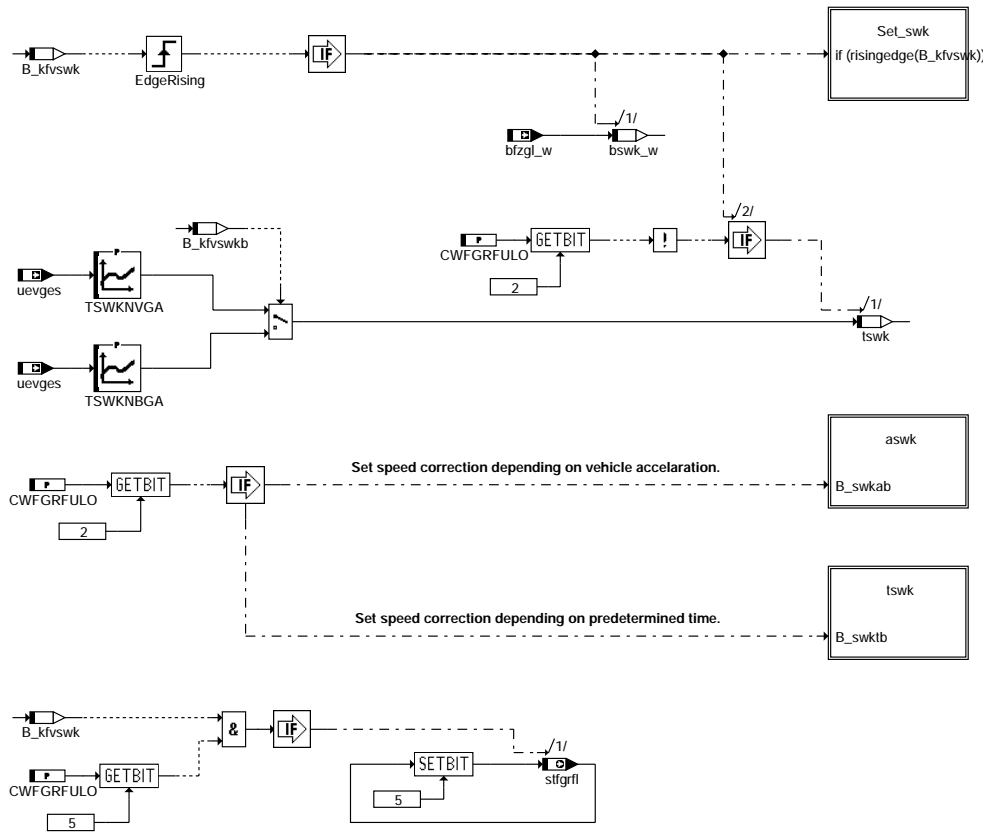 Set_swk
B_kfvswk
EdgeRising
IF
if (risingedge(B_kfvswk))
/1/
bfzgl_w
bswk_w
/2/
B_kfvswkb
P
CWFGRFULO
GETBIT
!
IF
2
uevges
P
TSWKNVGA
/1/
tswk
uevges
P
TSWKNBGA
aswk
P
CWFGRFULO
GETBIT
IF
Set speed correction depending on vehicle accelaration.
B_swkab
2
tswk
Set speed correction depending on predetermined time.
B_swktb
B_kfvswk
&
IF
/1/
P
CWFGRFULO
GETBIT
SETBIT
stfgrfl
5
5